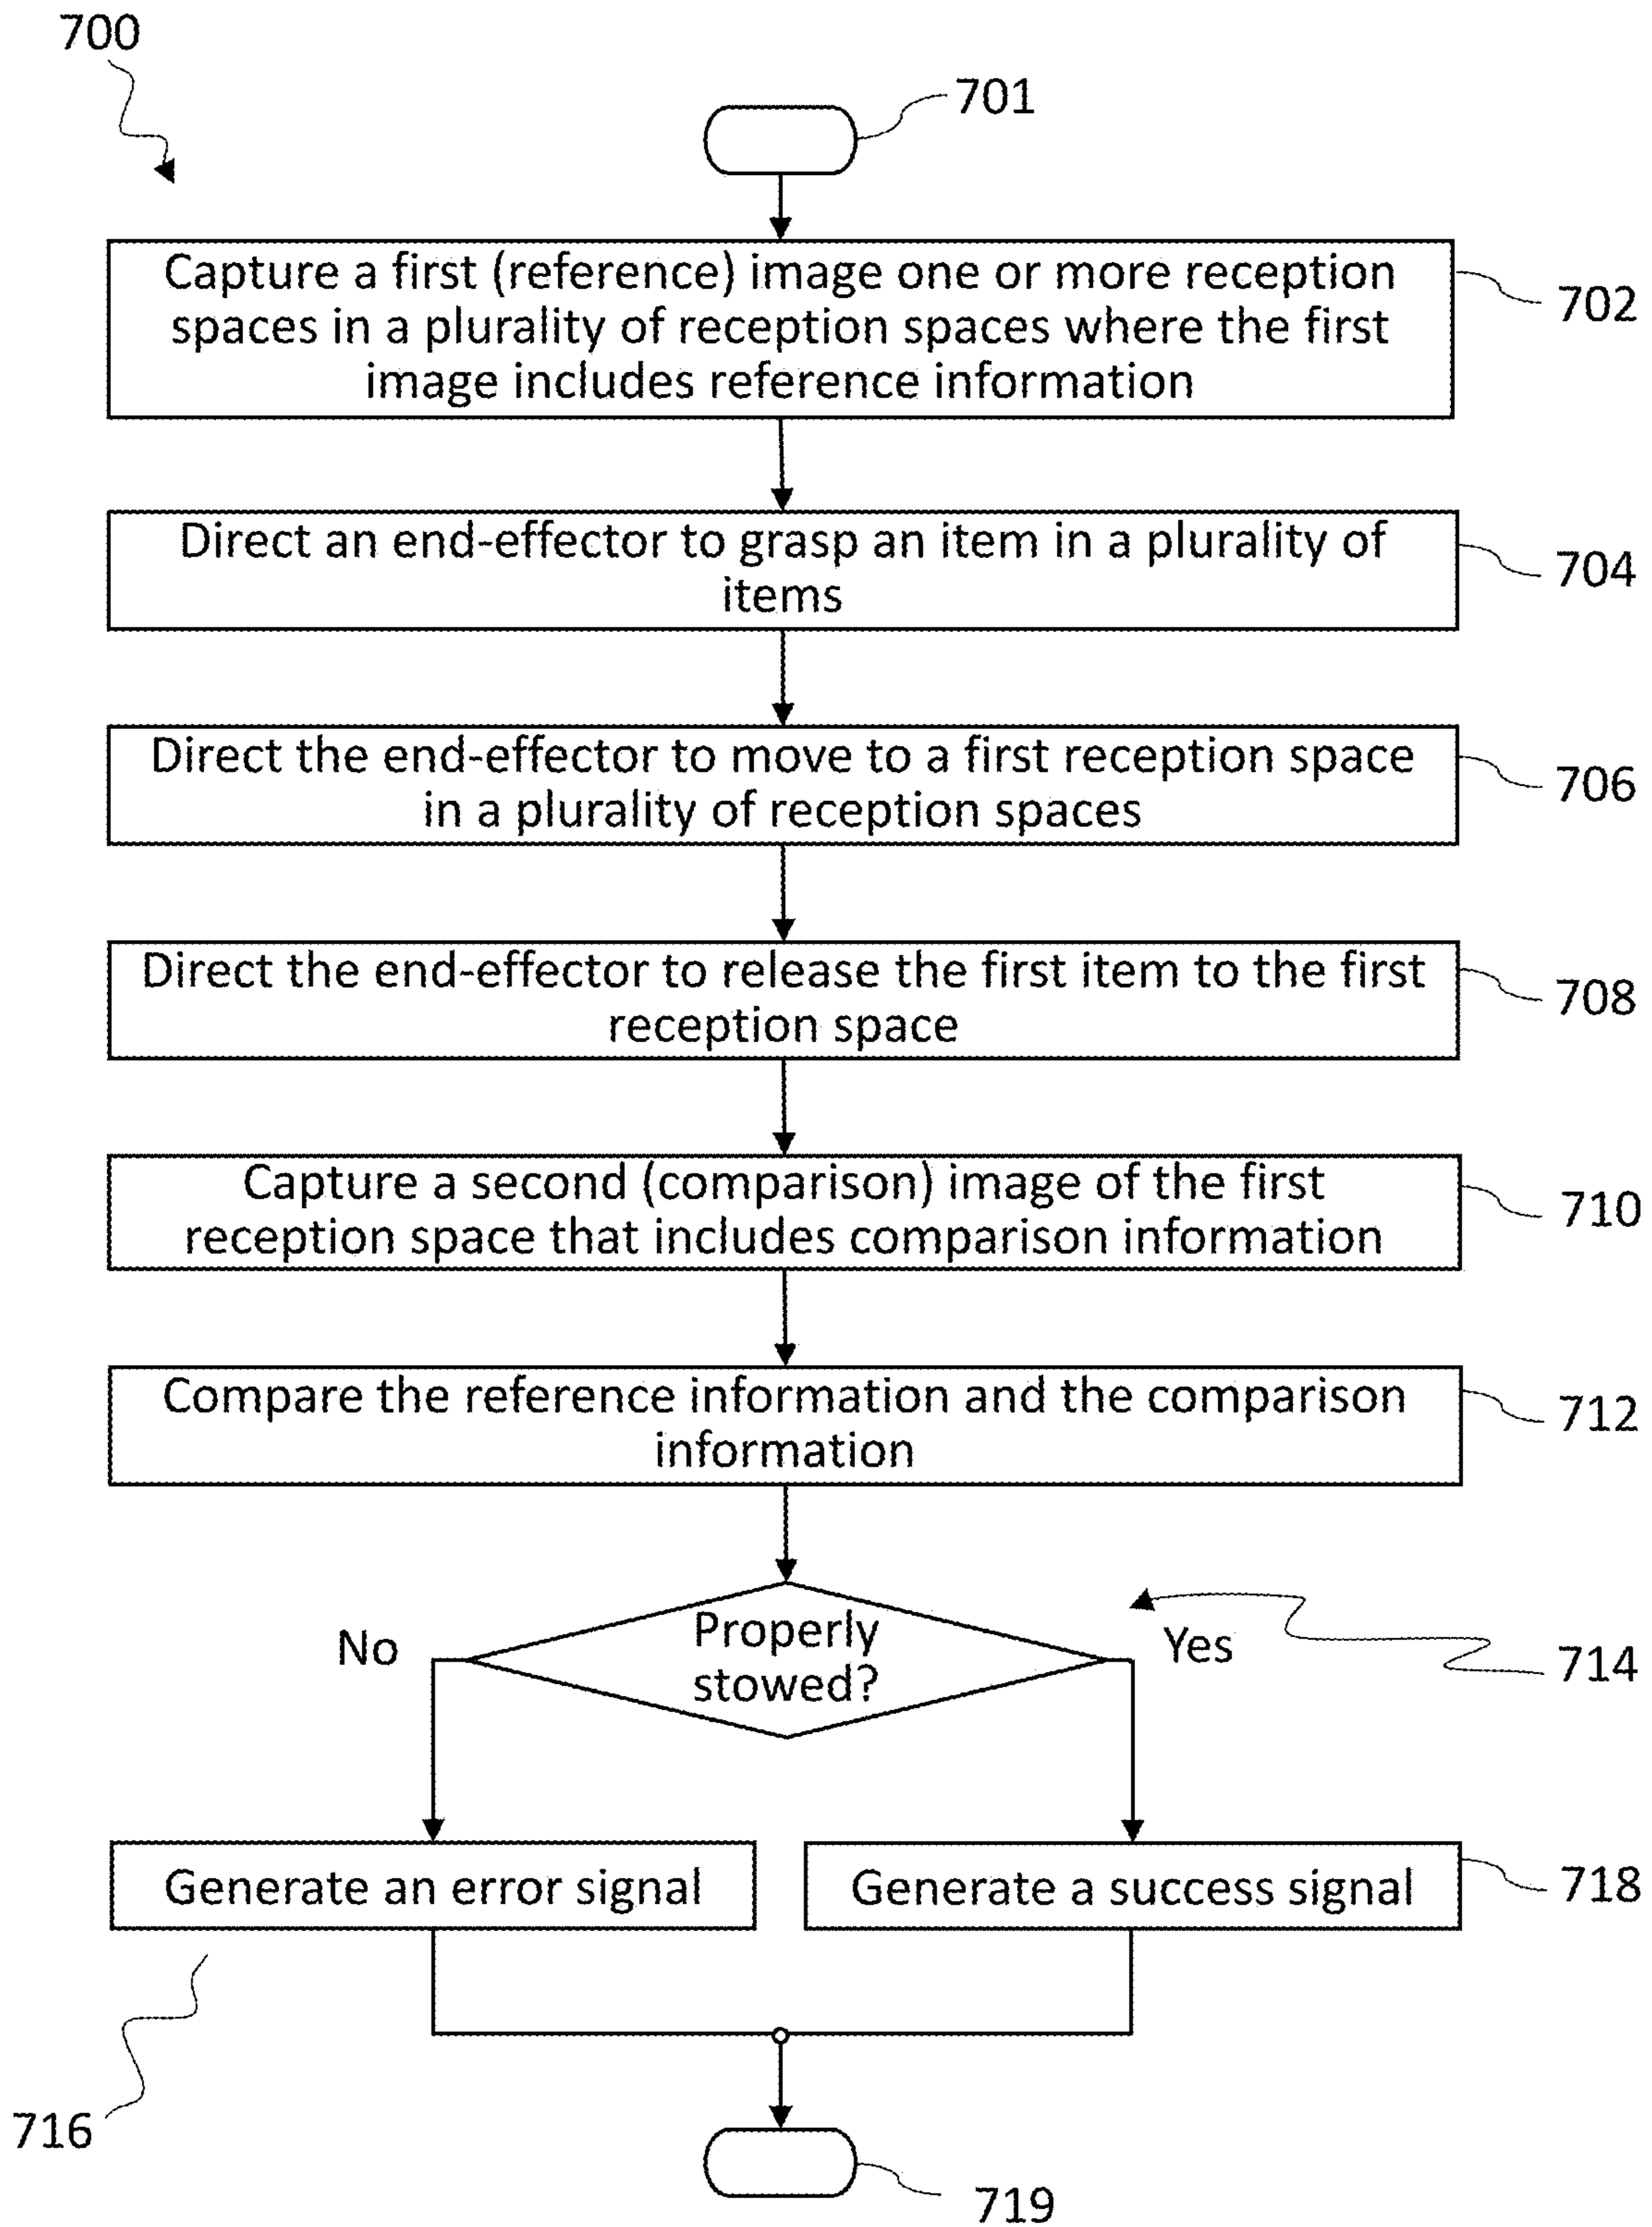 700
701
Capture a first (reference) image one or more reception
spaces in a plurality of reception spaces where the first
image includes reference information
702
Direct an end-effector to grasp an item in a plurality of
items
704
Direct the end-effector to move to a first reception space
in a plurality of reception spaces
706
Direct the end-effector to release the first item to the first
reception space
708
Capture a second (comparison) image of the first
reception space that includes comparison information
710
Compare the reference information and the comparison
information
712
No
Properly
stowed?
Yes
714
Generate an error signal
Generate a success signal
718
716
719